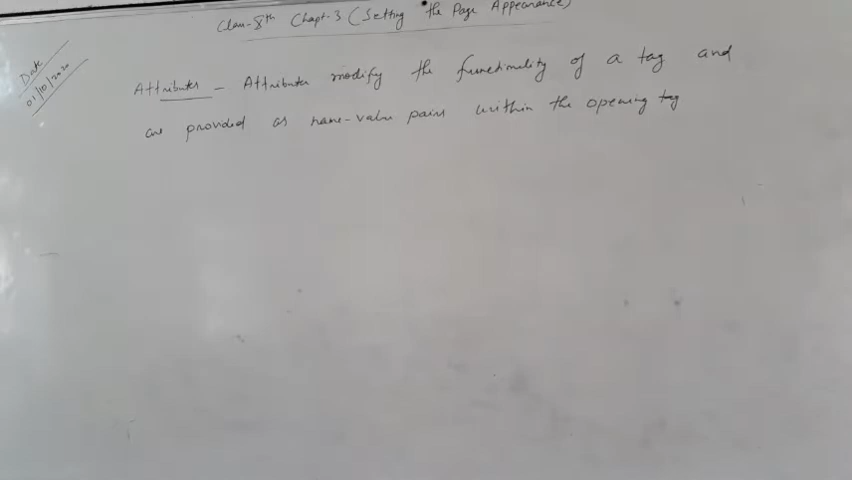 Class-8th Chapt-3 (Setting the Page Appearance)
Date
01/10/2020
Attributes - Attributes modify the functionality of a tag and
are provided as name-value pairs within the opening tag